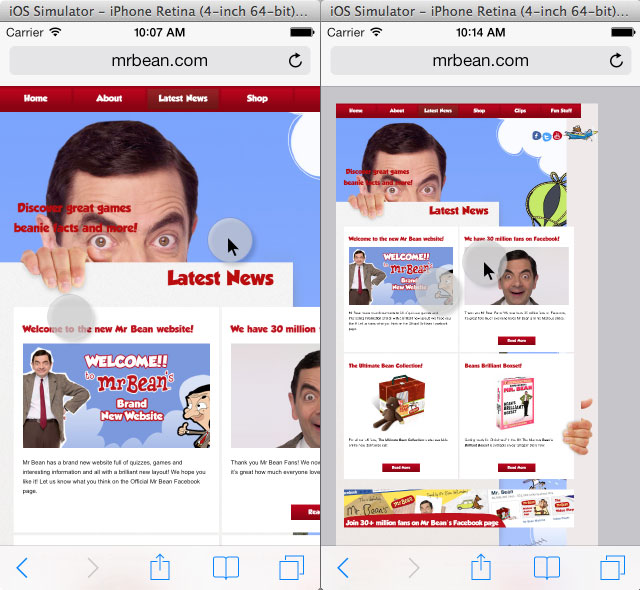 iOS Simulator – iPhone Retina (4-inch 64-bit)...
Carrier 10:07 AM
mrbean.com
Home About Latest News Shop
Discover great games
beanie facts and more!
Latest News
Welcome to the new Mr Bean website!
We have 30 million
WELCOME!!
to mrBean's
Brand
New
Website
Mr Bean has a brand new website full of quizzes, games and
interesting information and all with a brilliant new layout! We hope you
like it! Let us know what you think on the Official Mr Bean Facebook
page.
Thank you Mr Bean Fans! We now
it's great how much everyone love
Read
iOS Simulator – iPhone Retina (4-inch 64-bit)...
Carrier 10:14 AM
mrbean.com
Home About Latest News Shop Clips Fun Stuff
Discover great games
beanie facts and more!
Latest News
Welcome to the new Mr Bean website!
We have 30 million fans on Facebook!
WELCOME!!
to mrBean's
Brand
New Website
Read More
The Ultimate Bean Collection!
Beans Brilliant Boxset!
Read More
Read More
Mr. Bean
Join 30+ million fans on Mr Bean's Facebook page